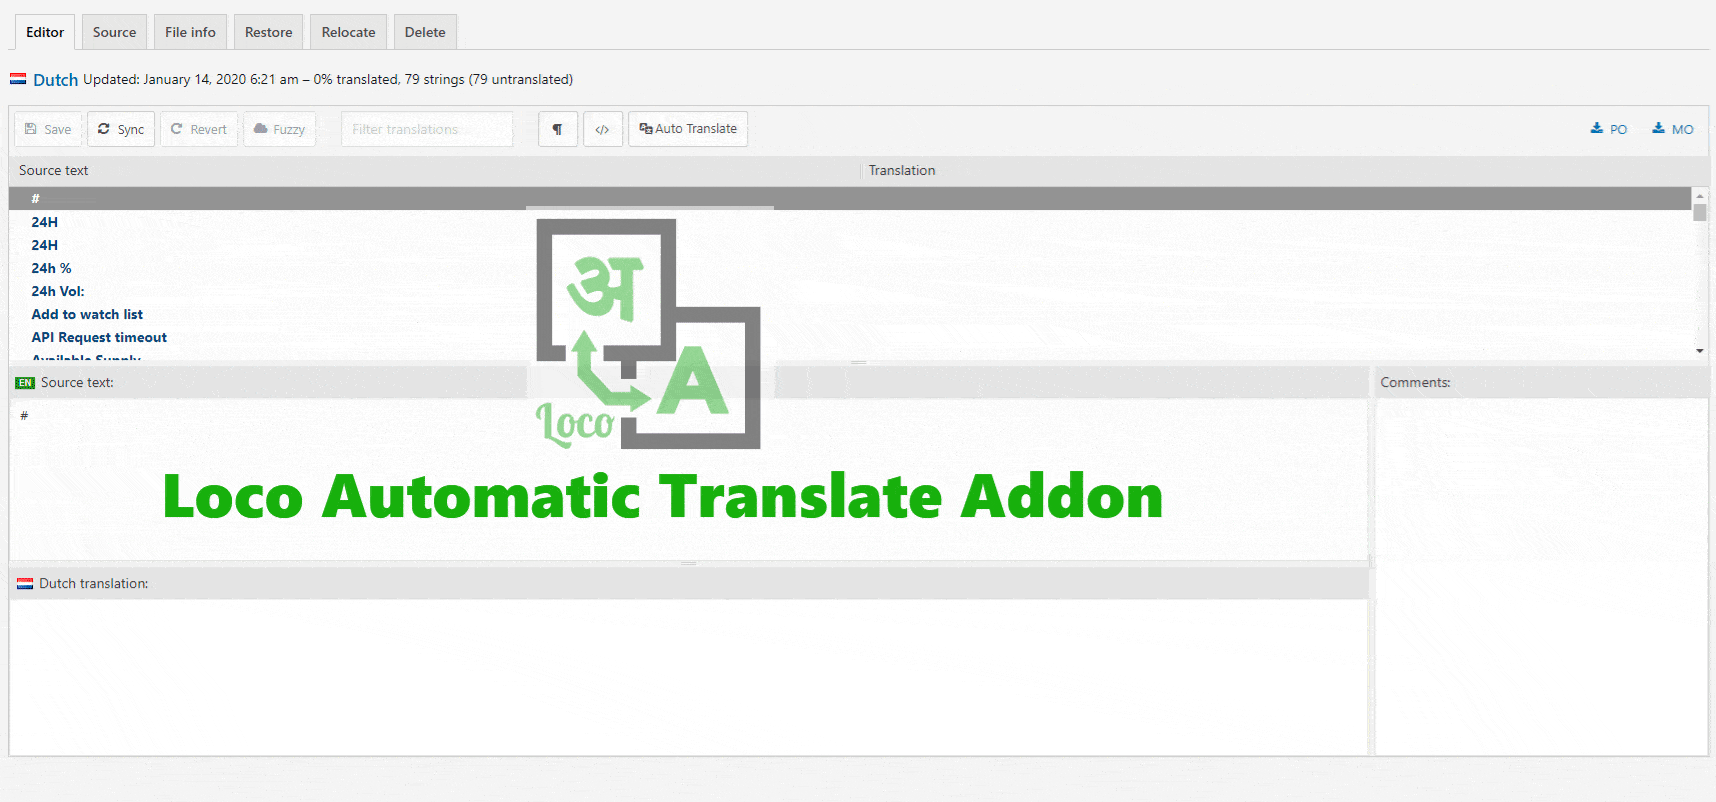 Editor Source File info Restore Relocate Delete
Dutch Updated: January 14, 2020 6:21 am – 0% translated, 79 strings (79 untranslated)
Save Sync Revert Fuzzy Filter translations ¶ </> Auto Translate PO MO
Source text Translation
#
24H
24H
24h %
24h Vol:
Add to watch list
API Request timeout
Available Supply
अ
A
Loco
EN Source text: Comments:
#
Loco Automatic Translate Addon
Dutch translation: